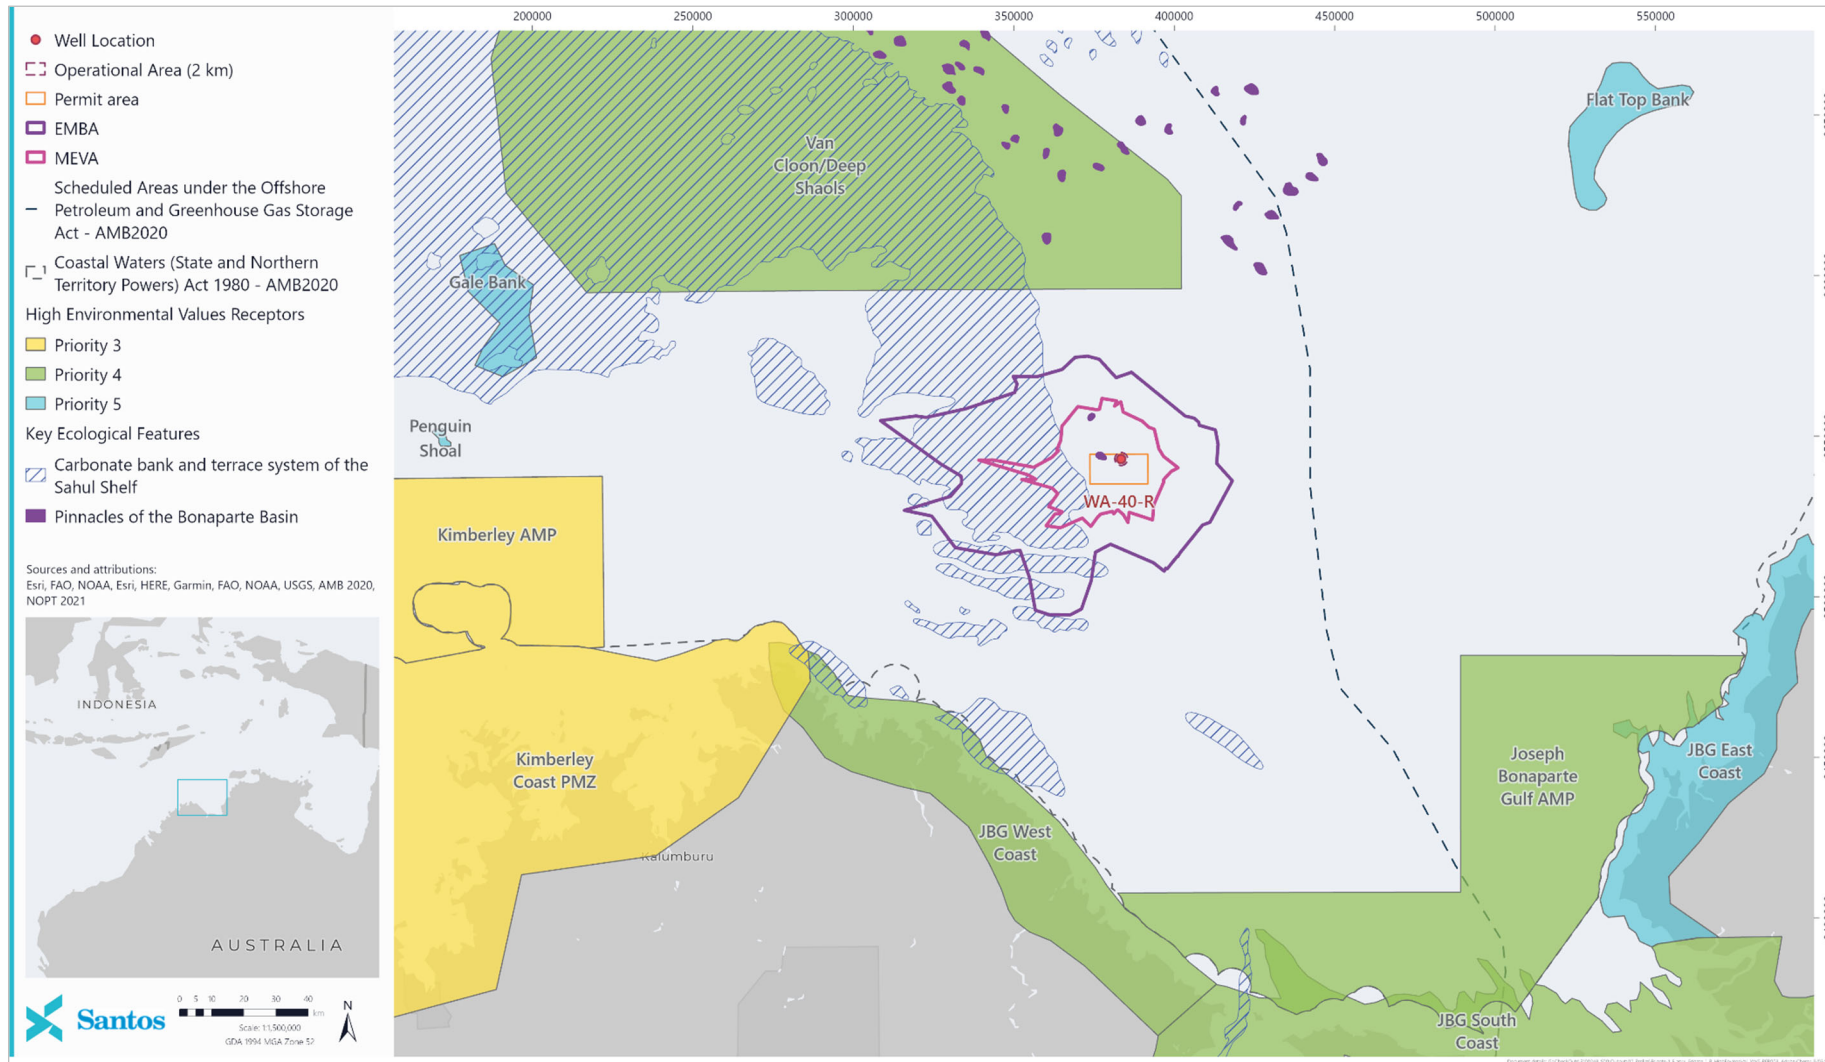 200000 250000 300000 350000 400000 450000 500000 550000
Well Location
Operational Area (2 km)
Permit area
EMBA
MEVA
Scheduled Areas under the Offshore
Petroleum and Greenhouse Gas Storage
Act - AMB2020
Coastal Waters (State and Northern
Territory Powers) Act 1980 - AMB2020
High Environmental Values Receptors
Priority 3
Priority 4
Priority 5
Key Ecological Features
Carbonate bank and terrace system of the
Sahul Shelf
Pinnacles of the Bonaparte Basin
Sources and attributions:
Esri, FAO, NOAA, Esri, HERE, Garmin, FAO, NOAA, USGS, AMB 2020,
NOPT 2021
INDONESIA
AUSTRALIA
Santos
0 5 10 20 30 40
km
Scale: 1:1,500,000
GDA 1994 MGA Zone 52
N
Van
Cloon/Deep
Shaols
Flat Top Bank
Gale Bank
Penguin
Shoal
WA-40-R
Kimberley AMP
Kimberley
Coast PMZ
Kalumburu
JBG West
Coast
Joseph
Bonaparte
Gulf AMP
JBG East
Coast
JBG South
Coast